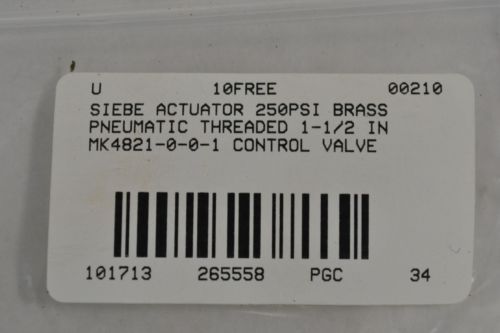 U 10FREE 00210
SIEBE ACTUATOR 250PSI BRASS
PNEUMATIC THREADED 1-1/2 IN
MK4821-0-0-1 CONTROL VALVE
101713 265558 PGC 34